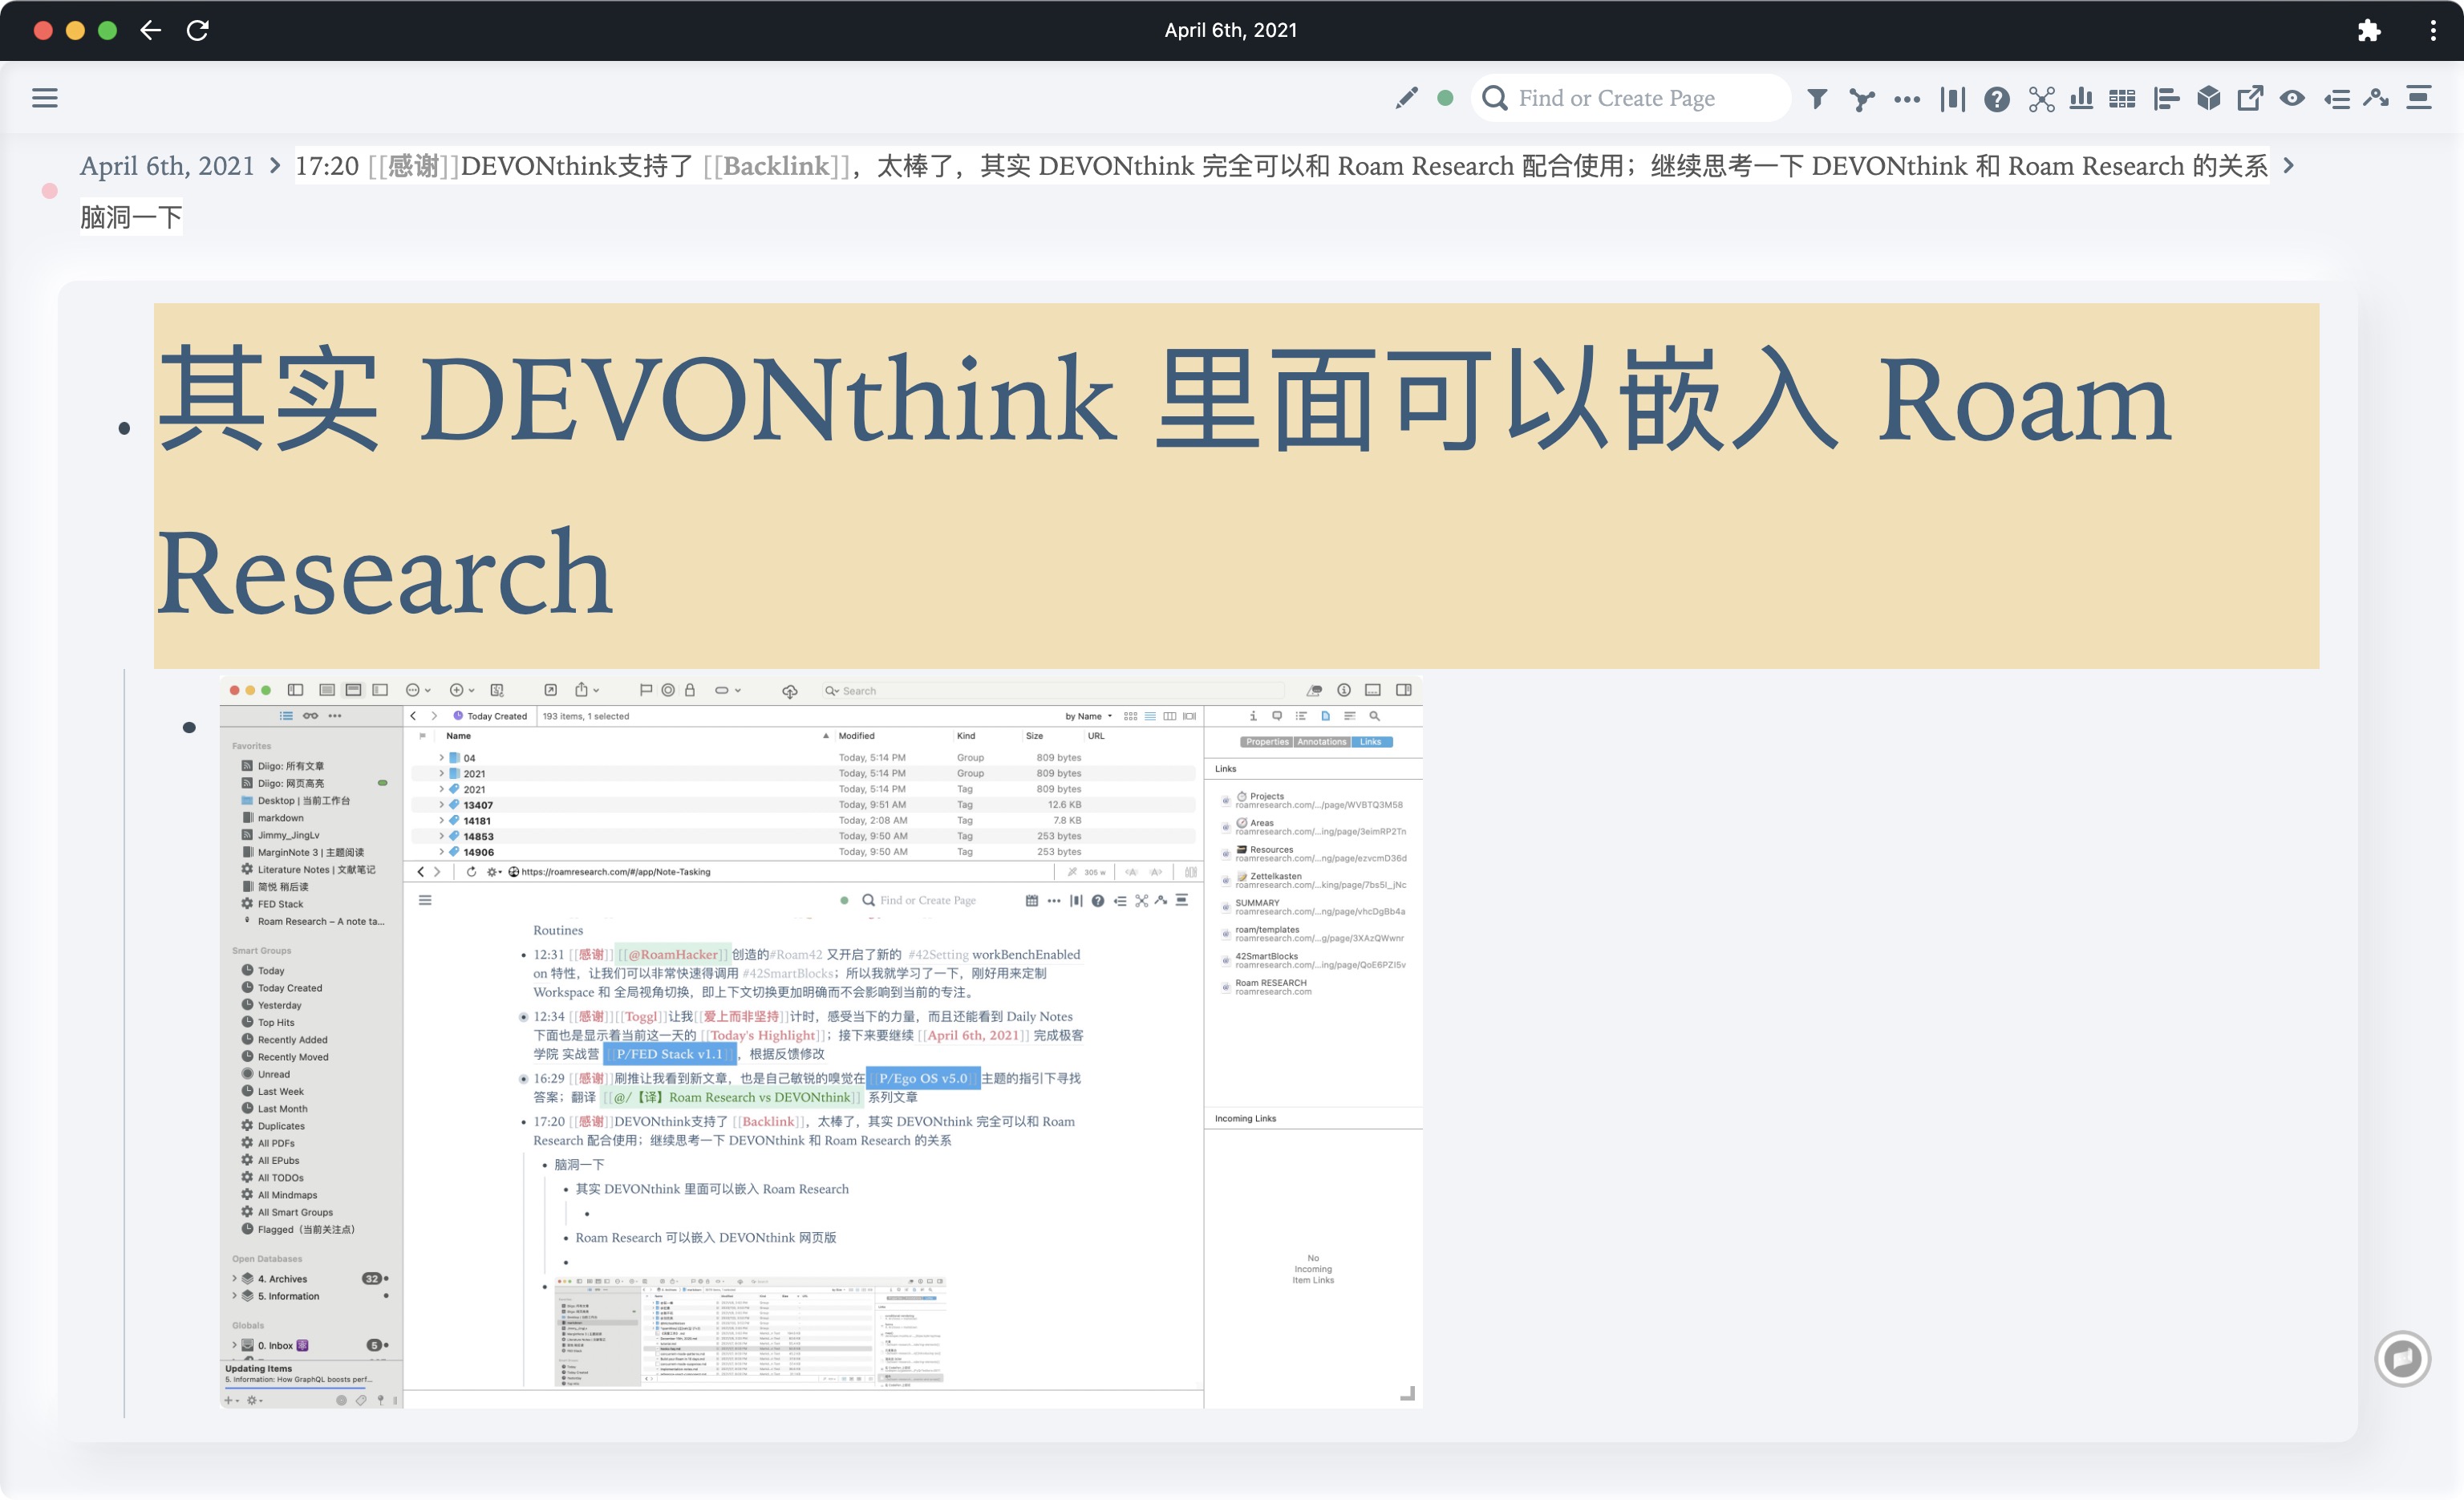 April 6th, 2021
Find or Create Page
April 6th, 2021 > 17:20 [[感谢]]DEVONthink支持了 [[Backlink]]，太棒了，其实 DEVONthink 完全可以和 Roam Research 配合使用；继续思考一下 DEVONthink 和 Roam Research 的关系 >
脑洞一下
其实 DEVONthink 里面可以嵌入 Roam
Research
Search
Today Created
193 items, 1 selected
by Name
Properties Annotations Links
Favorites
Diigo: 所有文章
Diigo: 网页高亮
Desktop | 当前工作台
markdown
Jimmy_JingLv
MarginNote 3 | 主题阅读
Literature Notes | 文献笔记
简悦 稍后读
FED Stack
Roam Research – A note ta...
Smart Groups
Today
Today Created
Yesterday
Top Hits
Recently Added
Recently Moved
Unread
Last Week
Last Month
Duplicates
All PDFs
All EPubs
All TODOs
All Mindmaps
All Smart Groups
Flagged（当前关注点）
Open Databases
4. Archives 32
5. Information
Globals
0. Inbox 5
Updating Items
5. Information: How GraphQL boosts perf...
Name Modified Kind Size URL
04 Today, 5:14 PM Group 809 bytes
2021 Today, 5:14 PM Group 809 bytes
2021 Today, 5:14 PM Tag 809 bytes
13407 Today, 9:51 AM Tag 12.6 KB
14181 Today, 2:08 AM Tag 7.8 KB
14853 Today, 9:50 AM Tag 253 bytes
14906 Today, 9:50 AM Tag 253 bytes
https://roamresearch.com/#/app/Note-Tasking
305 w
Find or Create Page
Routines
12:31 [[感谢]] [[@RoamHacker]] 创造的#Roam42 又开启了新的 #42Setting workBenchEnabled
on 特性，让我们可以非常快速得调用 #42SmartBlocks；所以我就学习了一下，刚好用来定制
Workspace 和 全局视角切换，即上下文切换更加明确而不会影响到当前的专注。
12:34 [[感谢]][[Toggl]]让我[[爱上而非坚持]]计时，感受当下的力量，而且还能看到 Daily Notes
下面也是显示着当前这一天的 [[Today's Highlight]]；接下来要继续 [[April 6th, 2021]] 完成极客
学院 实战营 [[P/FED Stack v1.1]]，根据反馈修改
16:29 [[感谢]]刷推让我看到新文章，也是自己敏锐的嗅觉在[[P/Ego OS v5.0]]主题的指引下寻找
答案；翻译 [[@/【译】Roam Research vs DEVONthink]] 系列文章
17:20 [[感谢]]DEVONthink支持了 [[Backlink]]，太棒了，其实 DEVONthink 完全可以和 Roam
Research 配合使用；继续思考一下 DEVONthink 和 Roam Research 的关系
脑洞一下
其实 DEVONthink 里面可以嵌入 Roam Research
Roam Research 可以嵌入 DEVONthink 网页版
Links
Projects
roamresearch.com/.../page/WVBTQ3M58
Areas
roamresearch.com/...ing/page/3eimRP2Tn
Resources
roamresearch.com/...ng/page/ezvcmD36d
Zettelkasten
roamresearch.com/...king/page/7bs5l_jNc
SUMMARY
roamresearch.com/...ng/page/vhcDgBb4a
roam/templates
roamresearch.com/...g/page/3XAzQWwnr
42SmartBlocks
roamresearch.com/...ing/page/QoE6PZI5v
Roam RESEARCH
roamresearch.com
Incoming Links
No
Incoming
Item Links